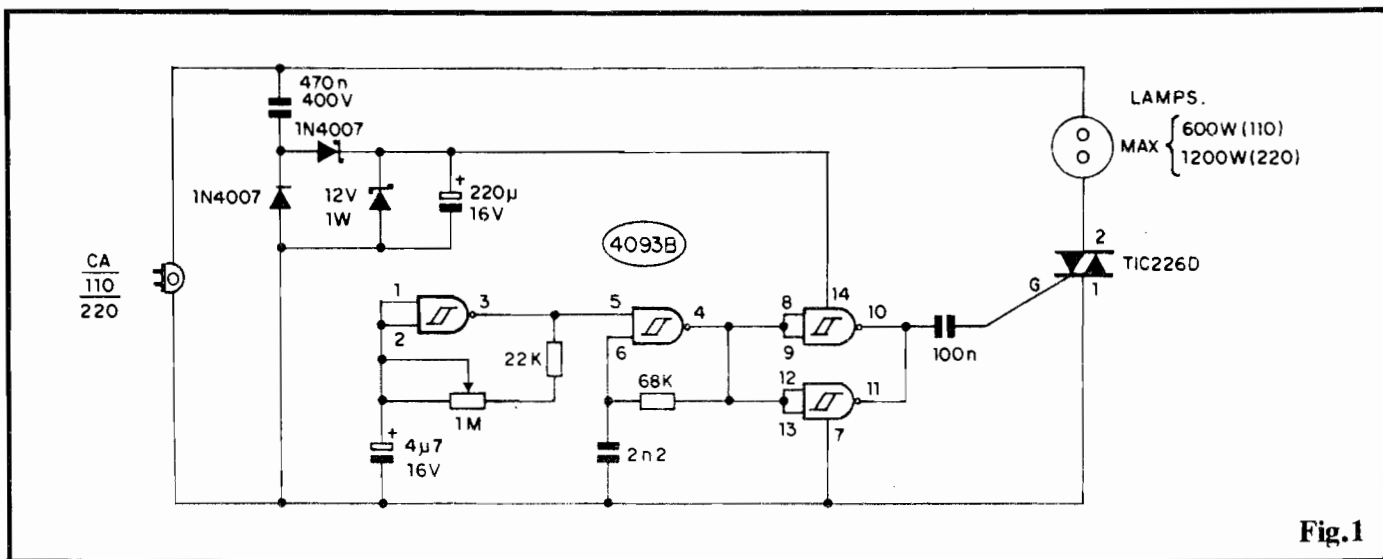 470n
400V
1N4007
1N4007
12V
1W
+
220µ
16V
4093B
CA
110
220
LAMPS.
MAX { 600W (110)
1200W (220)
2
TIC226D
G
1
1
2
3
22K
1M
+
4µ7
16V
5
6
4
68K
2n2
8
9
14
10
12
13
11
7
100n
Fig.1